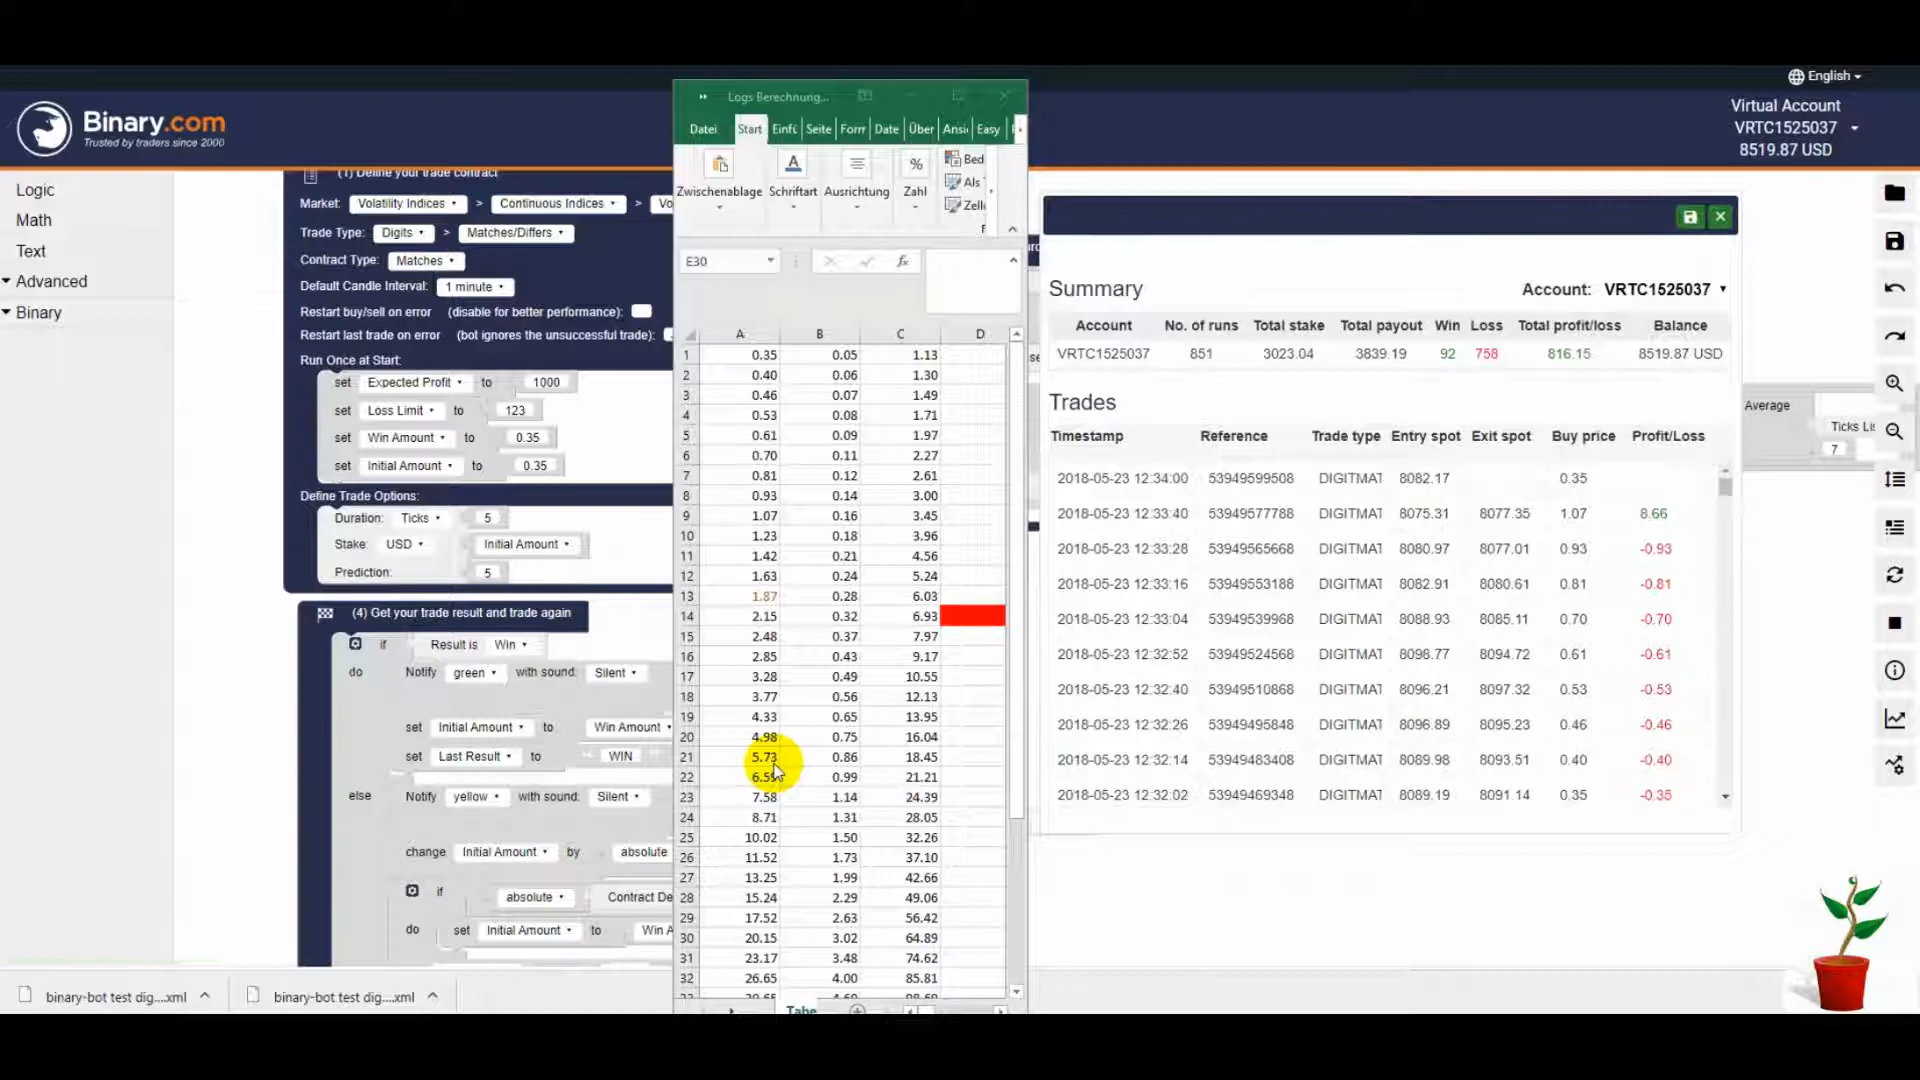 English
Binary.com
Trusted by traders since 2000
Virtual Account
VRTC1525037
8519.87 USD
Logic
Math
Text
Advanced
Binary
(1) Define your trade contract
Market: Volatility Indices > Continuous Indices > Vo
Trade Type: Digits > Matches/Differs
Contract Type: Matches
Default Candle Interval: 1 minute
Restart buy/sell on error (disable for better performance):
Restart last trade on error (bot ignores the unsuccessful trade):
Run Once at Start:
set Expected Profit to 1000
set Loss Limit to 123
set Win Amount to 0.35
set Initial Amount to 0.35
Define Trade Options:
Duration: Ticks 5
Stake: USD Initial Amount
Prediction: 5
(4) Get your trade result and trade again
if Result is Win
do Notify green with sound: Silent
set Initial Amount to Win Amount
set Last Result to WIN
else Notify yellow with sound: Silent
change Initial Amount by absolute
if absolute Contract De
do set Initial Amount to Win A
binary-bot test dig....xml
binary-bot test dig....xml
Logs Berechnung...
Datei Start Einfü Seite Form Date Über Ansi Easy
Zwischenablage Schriftart Ausrichtung % Zahl
Bed
Als
Zell
E30 fx
A B C D
1 0.35 0.05 1.13
2 0.40 0.06 1.30
3 0.46 0.07 1.49
4 0.53 0.08 1.71
5 0.61 0.09 1.97
6 0.70 0.11 2.27
7 0.81 0.12 2.61
8 0.93 0.14 3.00
9 1.07 0.16 3.45
10 1.23 0.18 3.96
11 1.42 0.21 4.56
12 1.63 0.24 5.24
13 1.87 0.28 6.03
14 2.15 0.32 6.93
15 2.48 0.37 7.97
16 2.85 0.43 9.17
17 3.28 0.49 10.55
18 3.77 0.56 12.13
19 4.33 0.65 13.95
20 4.98 0.75 16.04
21 5.73 0.86 18.45
22 6.59 0.99 21.21
23 7.58 1.14 24.39
24 8.71 1.31 28.05
25 10.02 1.50 32.26
26 11.52 1.73 37.10
27 13.25 1.99 42.66
28 15.24 2.29 49.06
29 17.52 2.63 56.42
30 20.15 3.02 64.89
31 23.17 3.48 74.62
32 26.65 4.00 85.81
Tabe
Summary
Account: VRTC1525037
Account No. of runs Total stake Total payout Win Loss Total profit/loss Balance
VRTC1525037 851 3023.04 3839.19 92 758 816.15 8519.87 USD
Trades
Timestamp Reference Trade type Entry spot Exit spot Buy price Profit/Loss
2018-05-23 12:34:00 53949599508 DIGITMAT 8082.17 0.35
2018-05-23 12:33:40 53949577788 DIGITMAT 8075.31 8077.35 1.07 8.66
2018-05-23 12:33:28 53949565668 DIGITMAT 8080.97 8077.01 0.93 -0.93
2018-05-23 12:33:16 53949553188 DIGITMAT 8082.91 8080.61 0.81 -0.81
2018-05-23 12:33:04 53949539968 DIGITMAT 8088.93 8085.11 0.70 -0.70
2018-05-23 12:32:52 53949524568 DIGITMAT 8098.77 8094.72 0.61 -0.61
2018-05-23 12:32:40 53949510868 DIGITMAT 8096.21 8097.32 0.53 -0.53
2018-05-23 12:32:26 53949495848 DIGITMAT 8096.89 8095.23 0.46 -0.46
2018-05-23 12:32:14 53949483408 DIGITMAT 8089.98 8093.51 0.40 -0.40
2018-05-23 12:32:02 53949469348 DIGITMAT 8089.19 8091.14 0.35 -0.35
Average
Ticks Lis
7